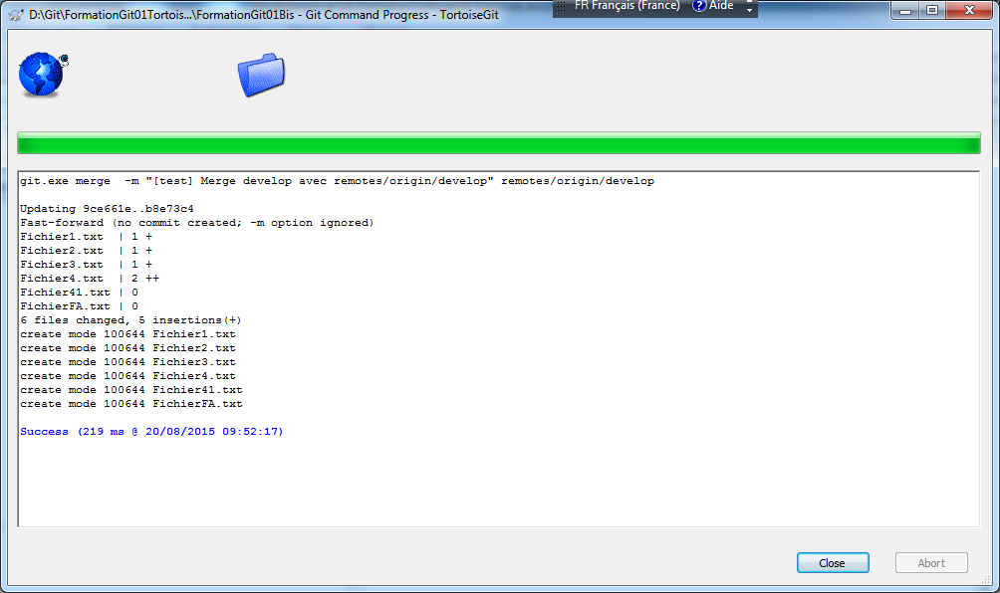 D:\Git\FormationGit01Tortois...\FormationGit01Bis - Git Command Progress - TortoiseGit
FR Français (France) ? Aide
git.exe merge  -m "[test] Merge develop avec remotes/origin/develop" remotes/origin/develop
Updating 9ce661e..b8e73c4
Fast-forward (no commit created; -m option ignored)
Fichier1.txt  | 1 +
Fichier2.txt  | 1 +
Fichier3.txt  | 1 +
Fichier4.txt  | 2 ++
Fichier41.txt | 0
FichierFA.txt | 0
6 files changed, 5 insertions(+)
create mode 100644 Fichier1.txt
create mode 100644 Fichier2.txt
create mode 100644 Fichier3.txt
create mode 100644 Fichier4.txt
create mode 100644 Fichier41.txt
create mode 100644 FichierFA.txt
Success (219 ms @ 20/08/2015 09:52:17)
Close
Abort